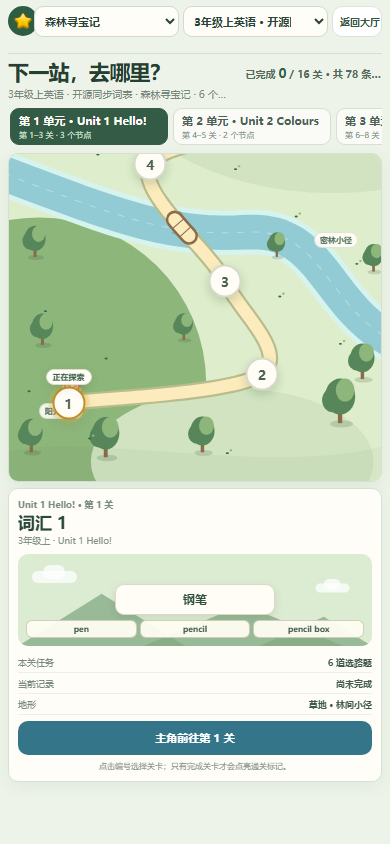 森林寻宝记
3年级上英语·开源
返回大厅
下一站，去哪里？
已完成 0 / 16 关·共 78 条...
3年级上英语·开源同步词表·森林寻宝记·6 个...
第 1 单元 • Unit 1 Hello!
第 1-3 关·3 个节点
第 2 单元 • Unit 2 Colours
第 4-5 关·2 个节点
第 3 单
第 6-8 关
4
密林小径
3
正在探索
2
阳
1
Unit 1 Hello! • 第 1 关
词汇 1
3年级上·Unit 1 Hello!
钢笔
pen
pencil
pencil box
本关任务
6 道选择题
当前记录
尚未完成
地形
草地 • 林间小径
主角前往第 1 关
点击编号选择关卡；只有完成关卡才会点亮通关标记。